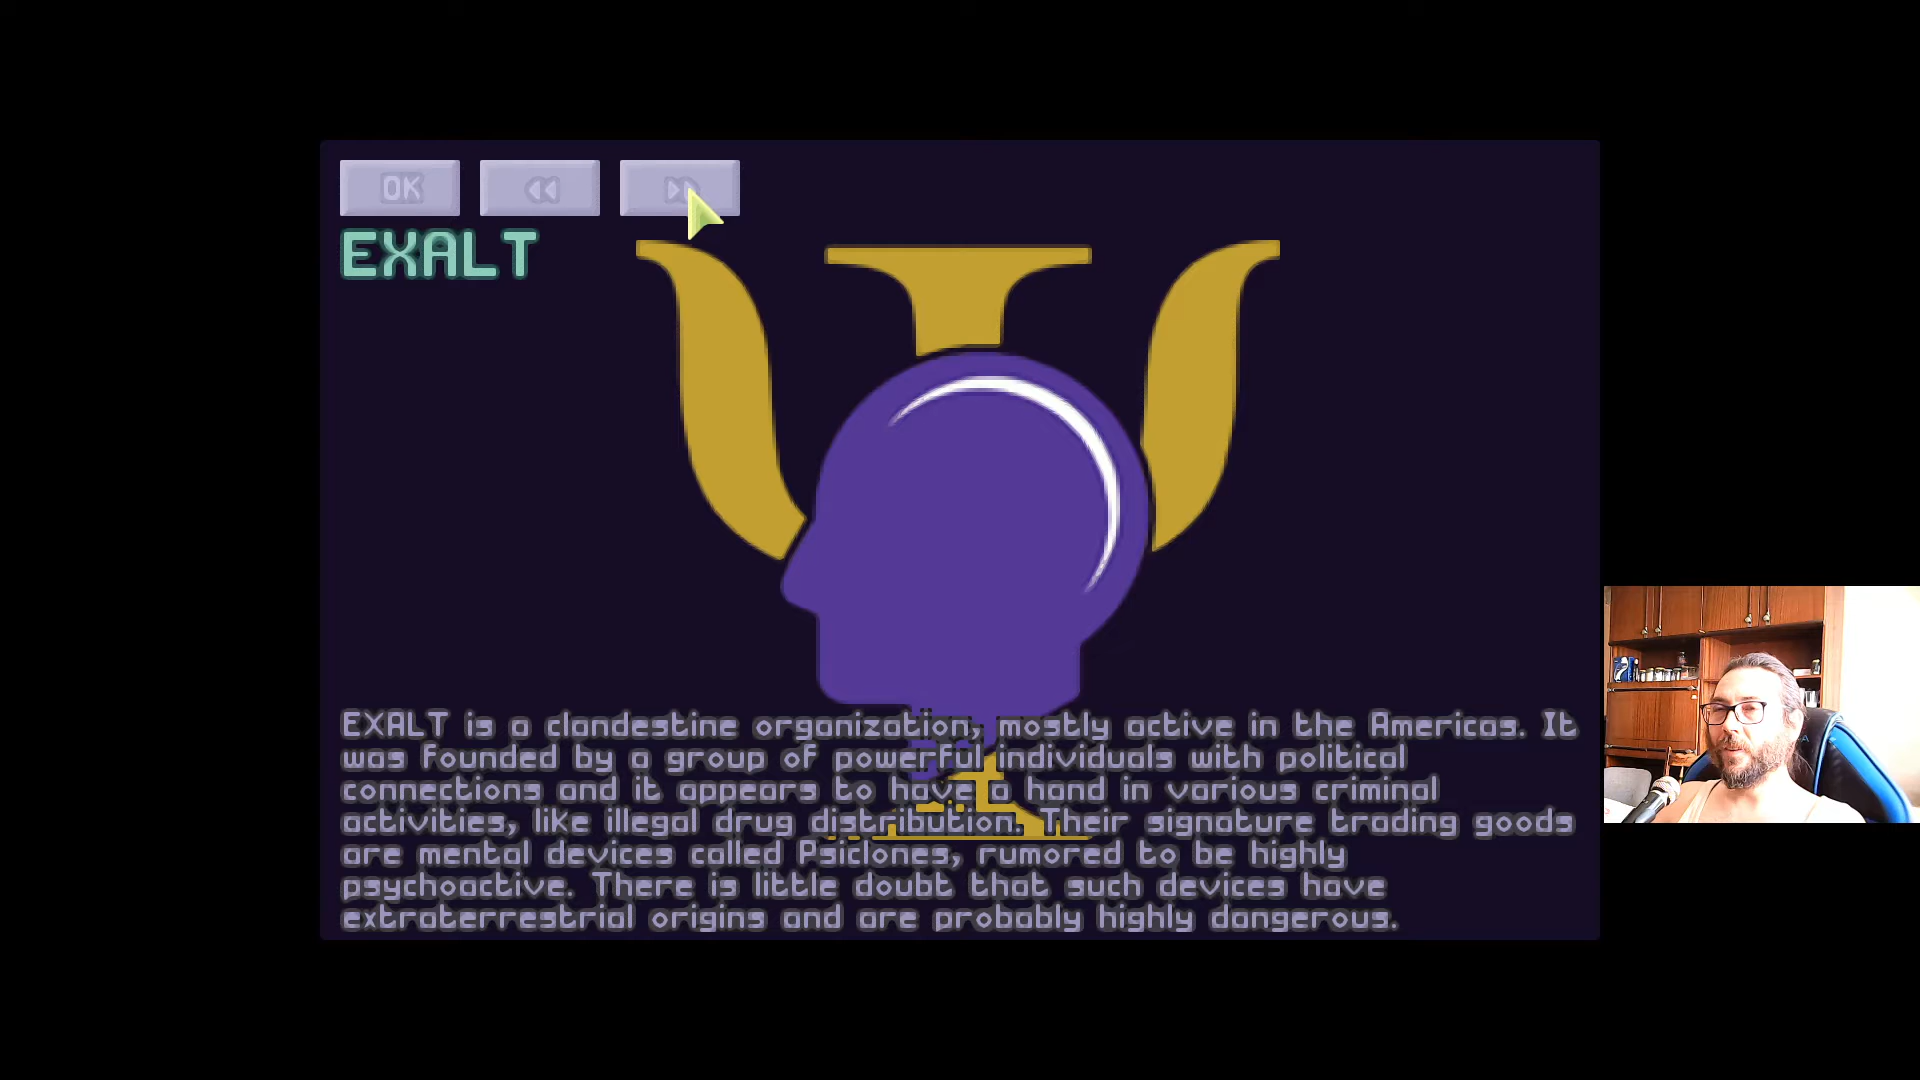 OK
EXALT
EXALT is a clandestine organization, mostly active in the Americas. It
was founded by a group of powerful individuals with political
connections and it appears to have a hand in various criminal
activities, like illegal drug distribution. Their signature trading goods
are mental devices called Psiclones, rumored to be highly
psychoactive. There is little doubt that such devices have
extraterrestrial origins and are probably highly dangerous.